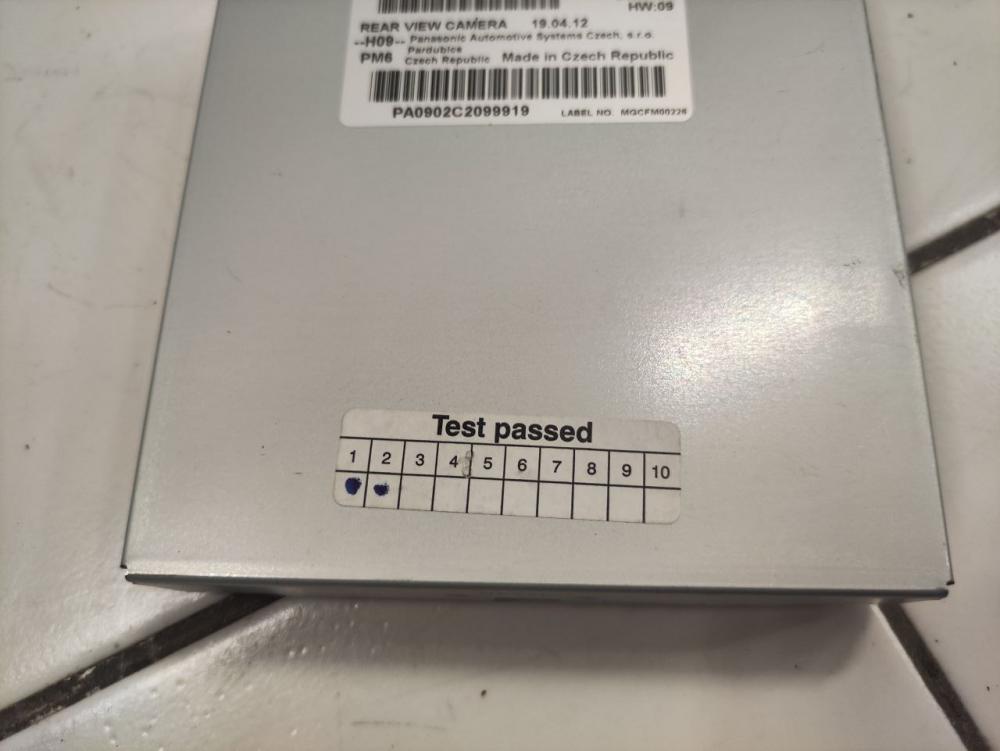 HW:09
REAR VIEW CAMERA 19.04.12
--H09-- Panasonic Automotive Systems Czech, s.r.o.
Pardubice
PM6 Czech Republic Made in Czech Republic
PA0902C2099919 LABEL NO. MGCFM00226
Test passed
1 2 3 4 5 6 7 8 9 10